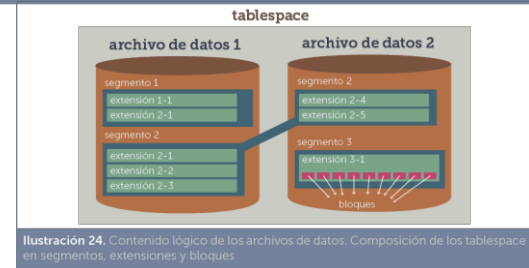 tablespace
archivo de datos 1
archivo de datos 2
segmento 1
extensión 1-1
extensión 2-1
segmento 2
extensión 2-1
extensión 2-2
extensión 2-3
segmento 2
extensión 2-4
extensión 2-5
segmento 3
extensión 3-1
bloques
Ilustración 24. Contenido lógico de los archivos de datos. Composición de los tablespace
en segmentos, extensiones y bloques